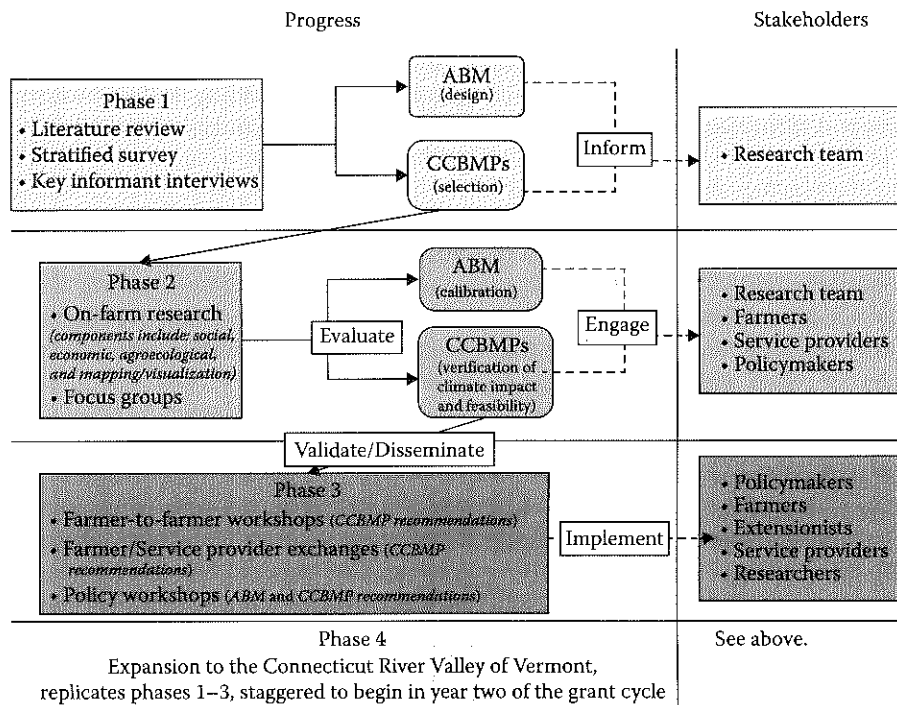 Progress
Stakeholders
Phase 1
• Literature review
• Stratified survey
• Key informant interviews
ABM
(design)
CCBMPs
(selection)
Inform
• Research team
Phase 2
• On-farm research
(components include: social,
economic, agroecological,
and mapping/visualization)
• Focus groups
Evaluate
ABM
(calibration)
CCBMPs
(verification of
climate impact
and feasibility)
Engage
• Research team
• Farmers
• Service providers
• Policymakers
Validate/Disseminate
Phase 3
• Farmer-to-farmer workshops (CCBMP recommendations)
• Farmer/Service provider exchanges (CCBMP
recommendations)
• Policy workshops (ABM and CCBMP recommendations)
Implement
• Policymakers
• Farmers
• Extensionists
• Service providers
• Researchers
Phase 4
Expansion to the Connecticut River Valley of Vermont,
replicates phases 1–3, staggered to begin in year two of the grant cycle
See above.